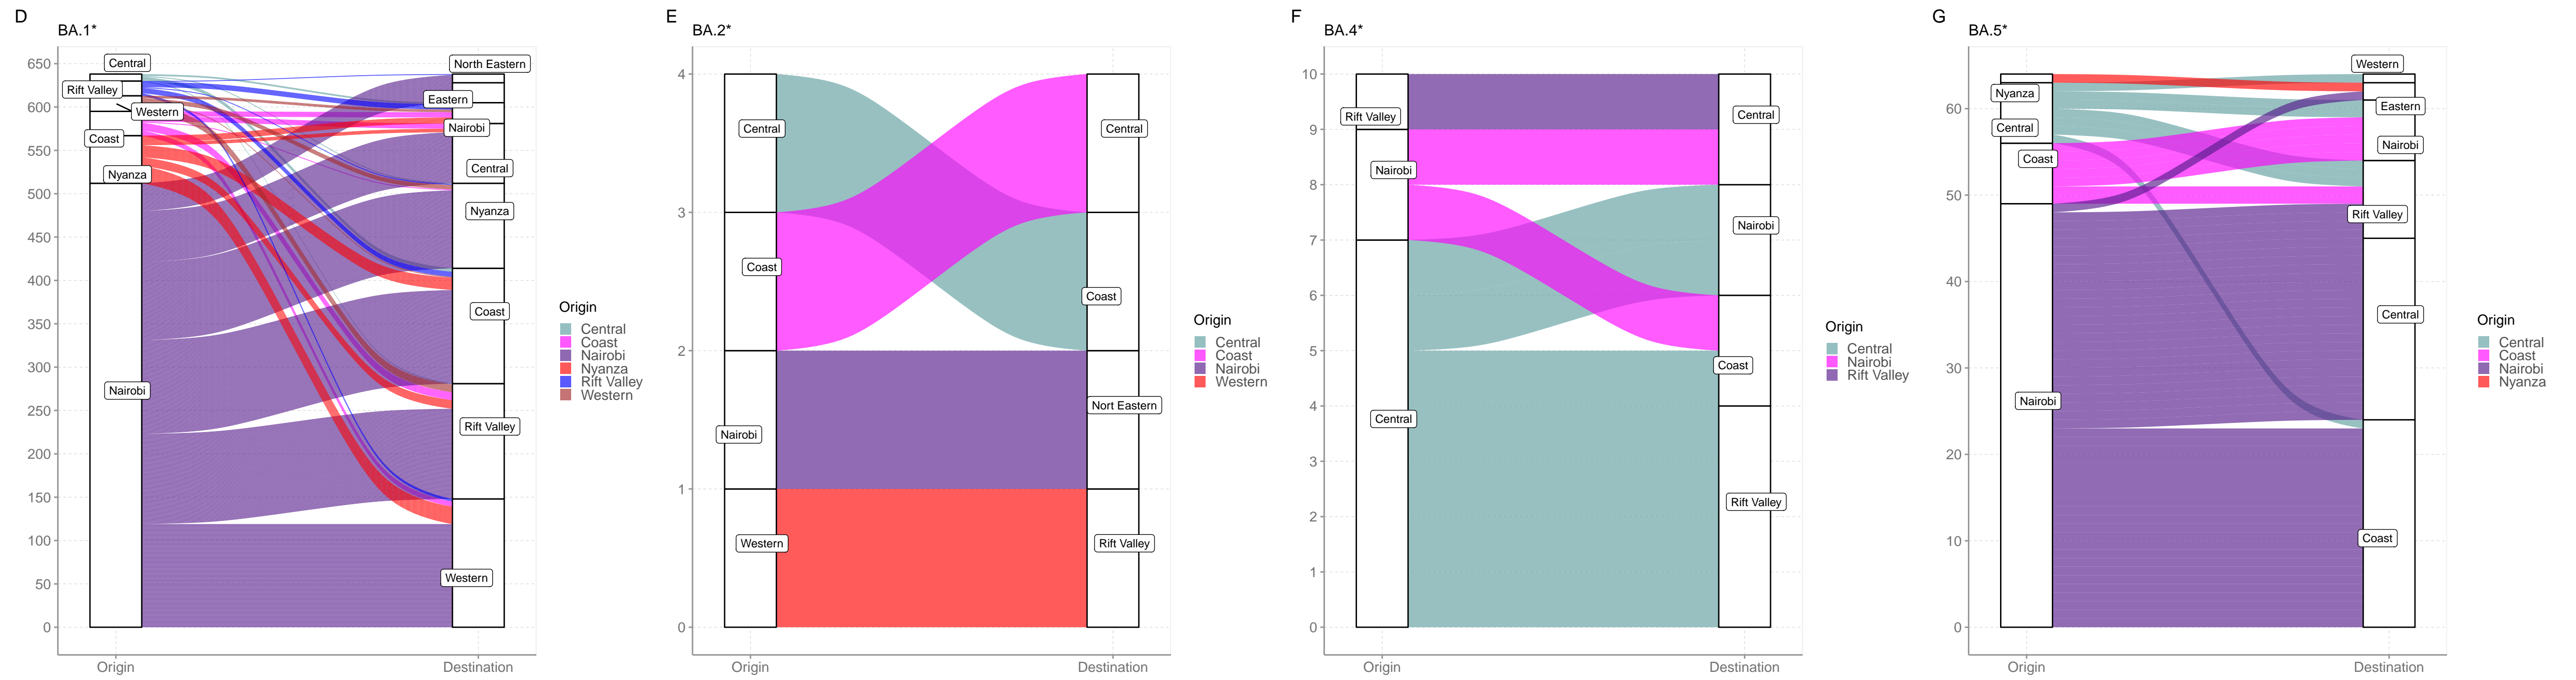 D
BA.1*
650
600
550
500
450
400
350
300
250
200
150
100
50
0
Central
Rift Valley
Western
Coast
Nyanza
Nairobi
North Eastern
Eastern
Nairobi
Central
Nyanza
Coast
Rift Valley
Western
Origin
Destination
Origin
Central
Coast
Nairobi
Nyanza
Rift Valley
Western
E
BA.2*
4
3
2
1
0
Central
Coast
Nairobi
Western
Central
Coast
Nort Eastern
Rift Valley
Origin
Destination
Origin
Central
Coast
Nairobi
Western
F
BA.4*
10
9
8
7
6
5
4
3
2
1
0
Rift Valley
Nairobi
Central
Central
Nairobi
Coast
Rift Valley
Origin
Destination
Origin
Central
Nairobi
Rift Valley
G
BA.5*
60
50
40
30
20
10
0
Nyanza
Central
Coast
Nairobi
Western
Eastern
Nairobi
Rift Valley
Central
Coast
Origin
Destination
Origin
Central
Coast
Nairobi
Nyanza